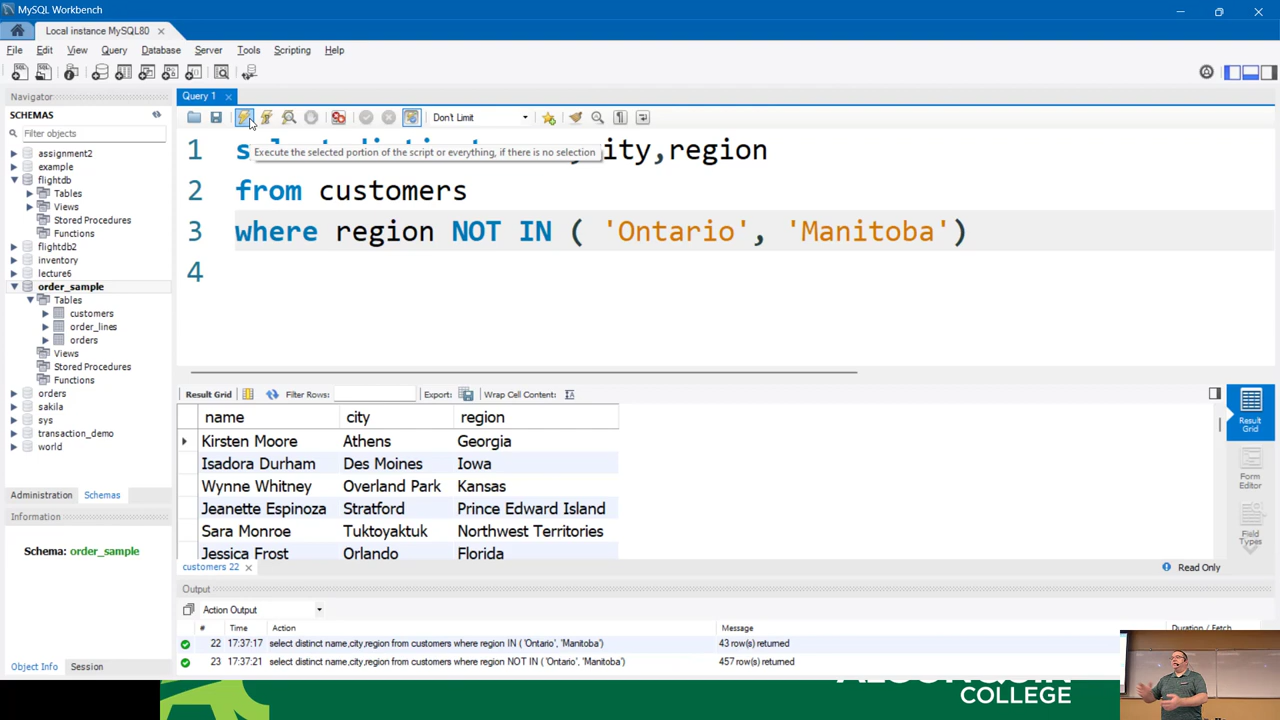 MySQL Workbench
Local instance MySQL80
File Edit View Query Database Server Tools Scripting Help
Navigator
Query 1
SCHEMAS
Filter objects
Don't Limit
assignment2
example
flightdb
Tables
Views
Stored Procedures
Functions
flightdb2
inventory
lecture6
order_sample
Tables
customers
order_lines
orders
Views
Stored Procedures
Functions
orders
sakila
sys
transaction_demo
world
Administration Schemas
Information
Schema: order_sample
Object Info Session
Execute the selected portion of the script or everything, if there is no selection
1 s ity,region
2 from customers
3 where region NOT IN ( 'Ontario', 'Manitoba')
4
Result Grid Filter Rows: Export: Wrap Cell Content:
name city region
Kirsten Moore Athens Georgia
Isadora Durham Des Moines Iowa
Wynne Whitney Overland Park Kansas
Jeanette Espinoza Stratford Prince Edward Island
Sara Monroe Tuktoyaktuk Northwest Territories
Jessica Frost Orlando Florida
Result Grid
Form Editor
Field Types
customers 22
Read Only
Output
Action Output
# Time Action Message Duration / Fetch
22 17:37:17 select distinct name,city,region from customers where region IN ( 'Ontario', 'Manitoba') 43 row(s) returned
23 17:37:21 select distinct name,city,region from customers where region NOT IN ( 'Ontario', 'Manitoba') 457 row(s) returned
COLLEGE